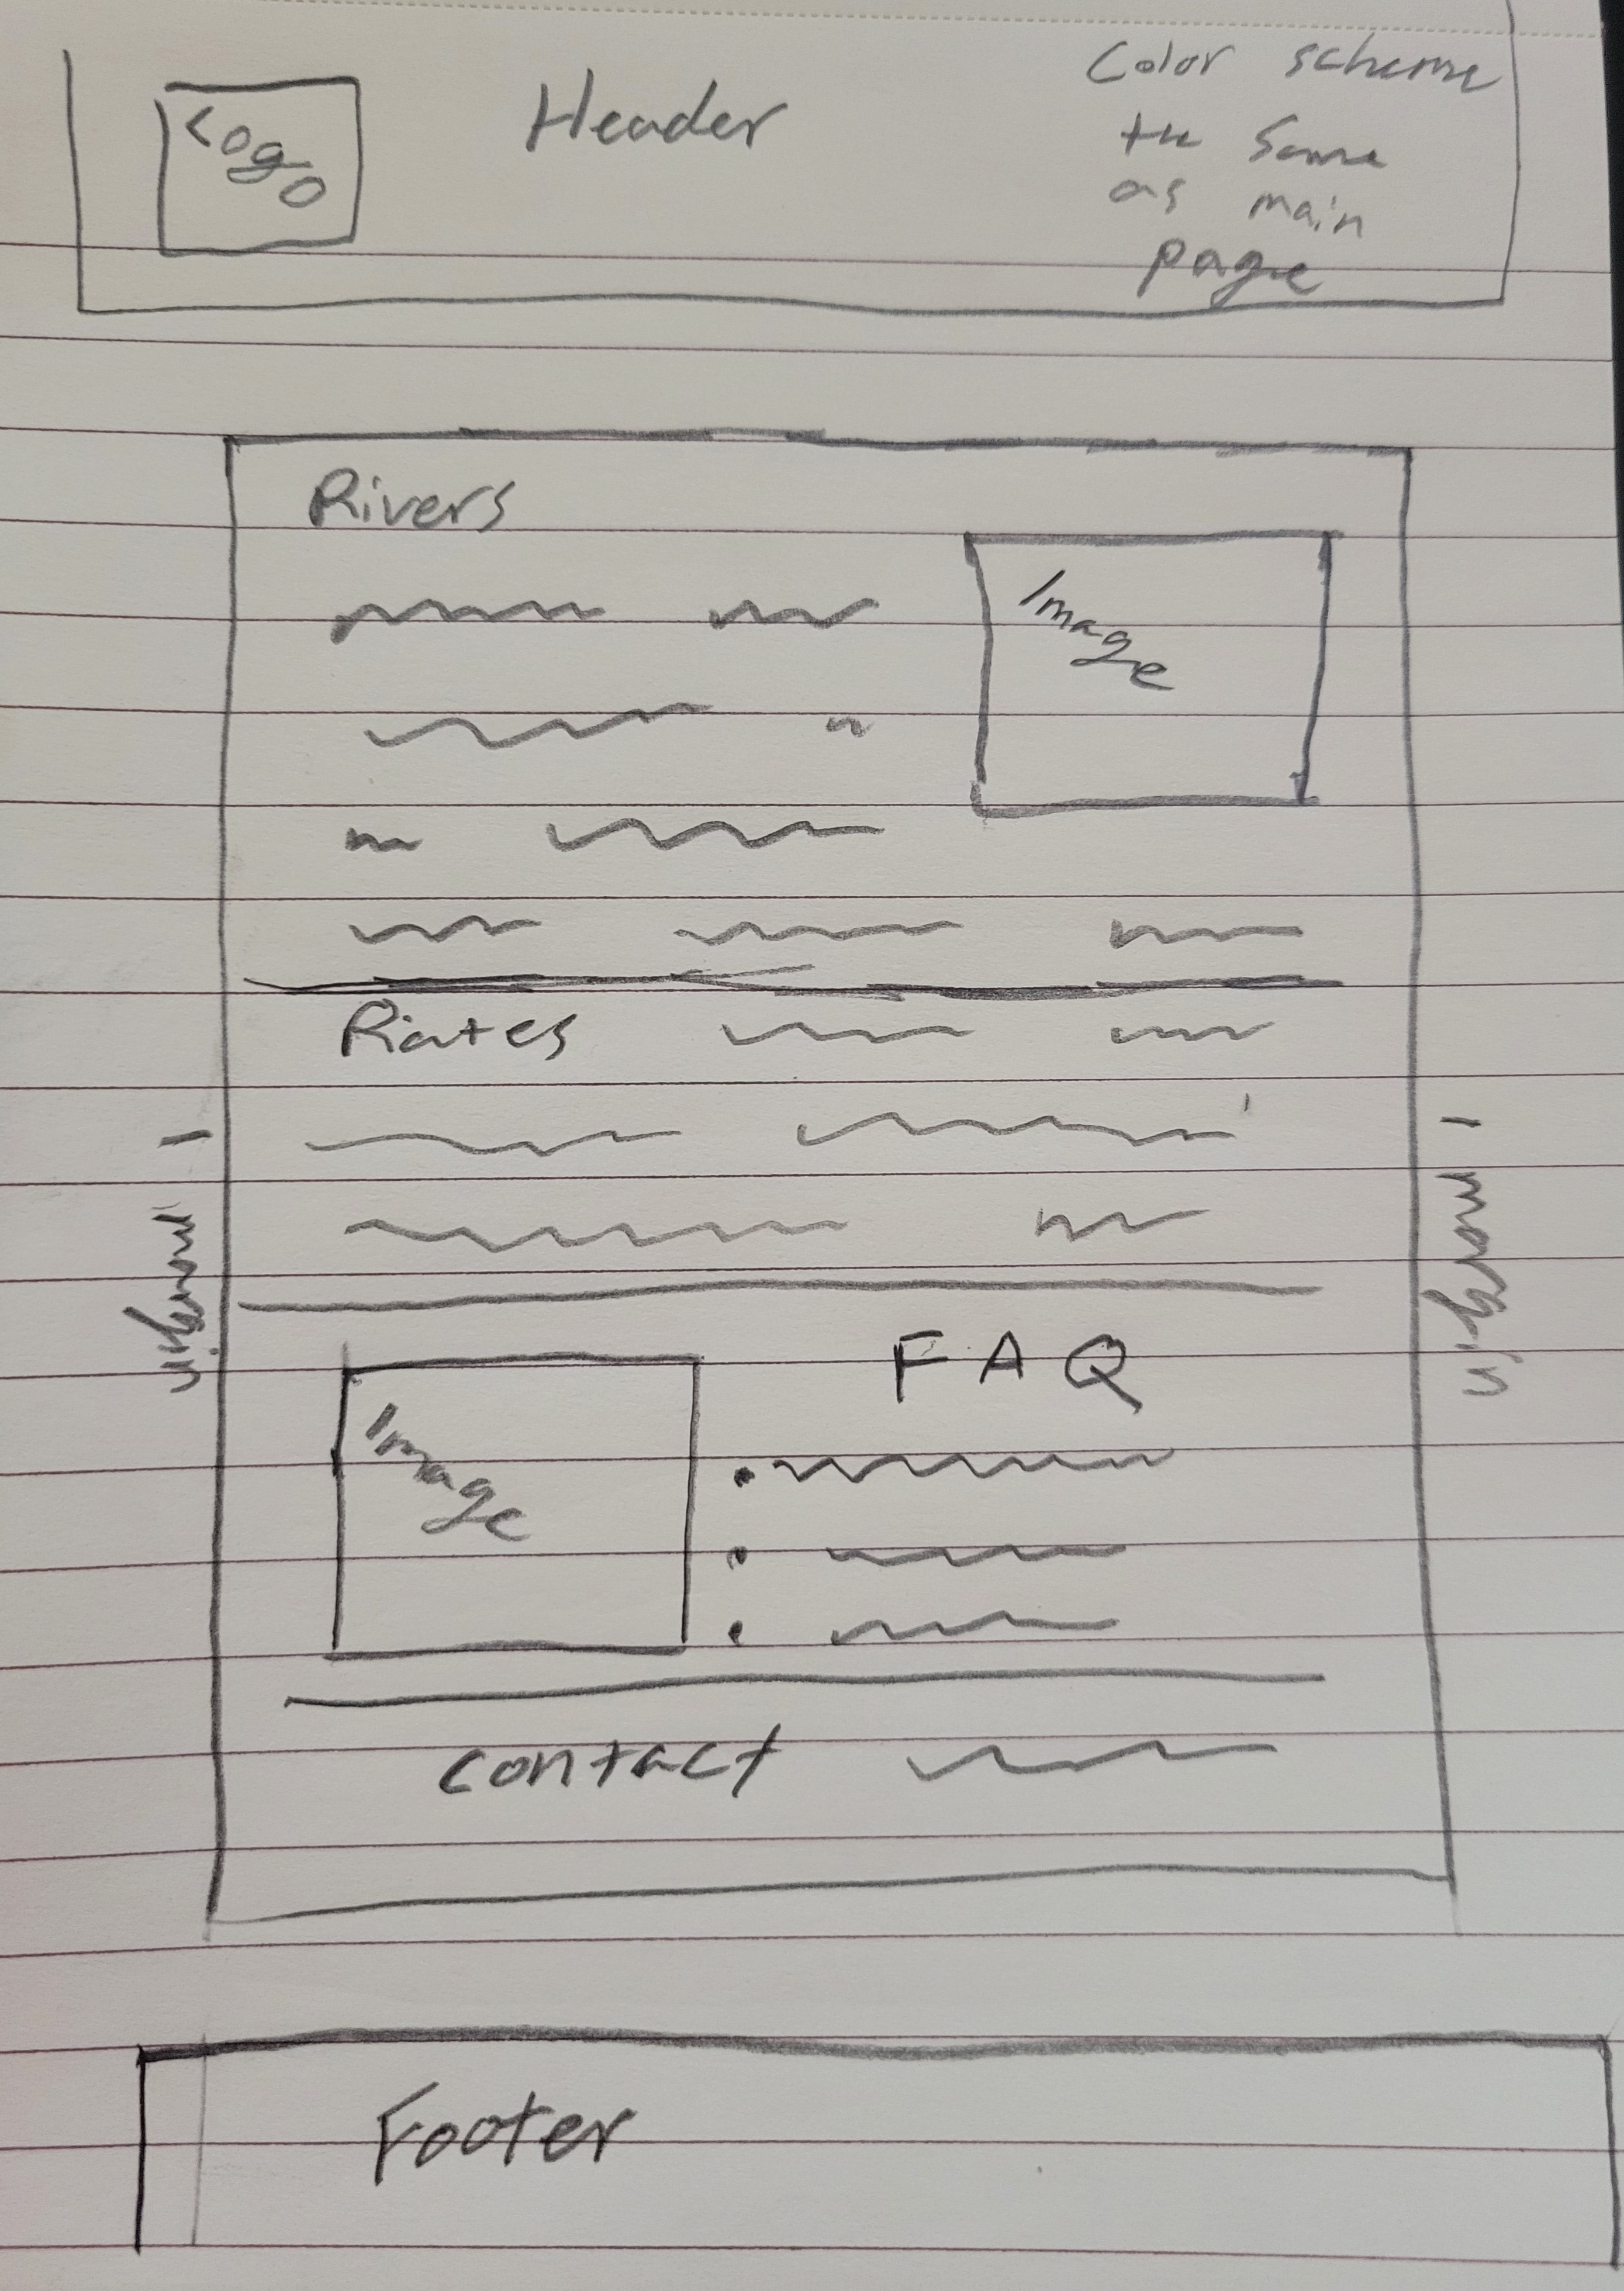 Logo
Header
Color scheme
the same
as main
page
Rivers
Image
Rates
margin
margin
Image
FAQ
contact
Footer